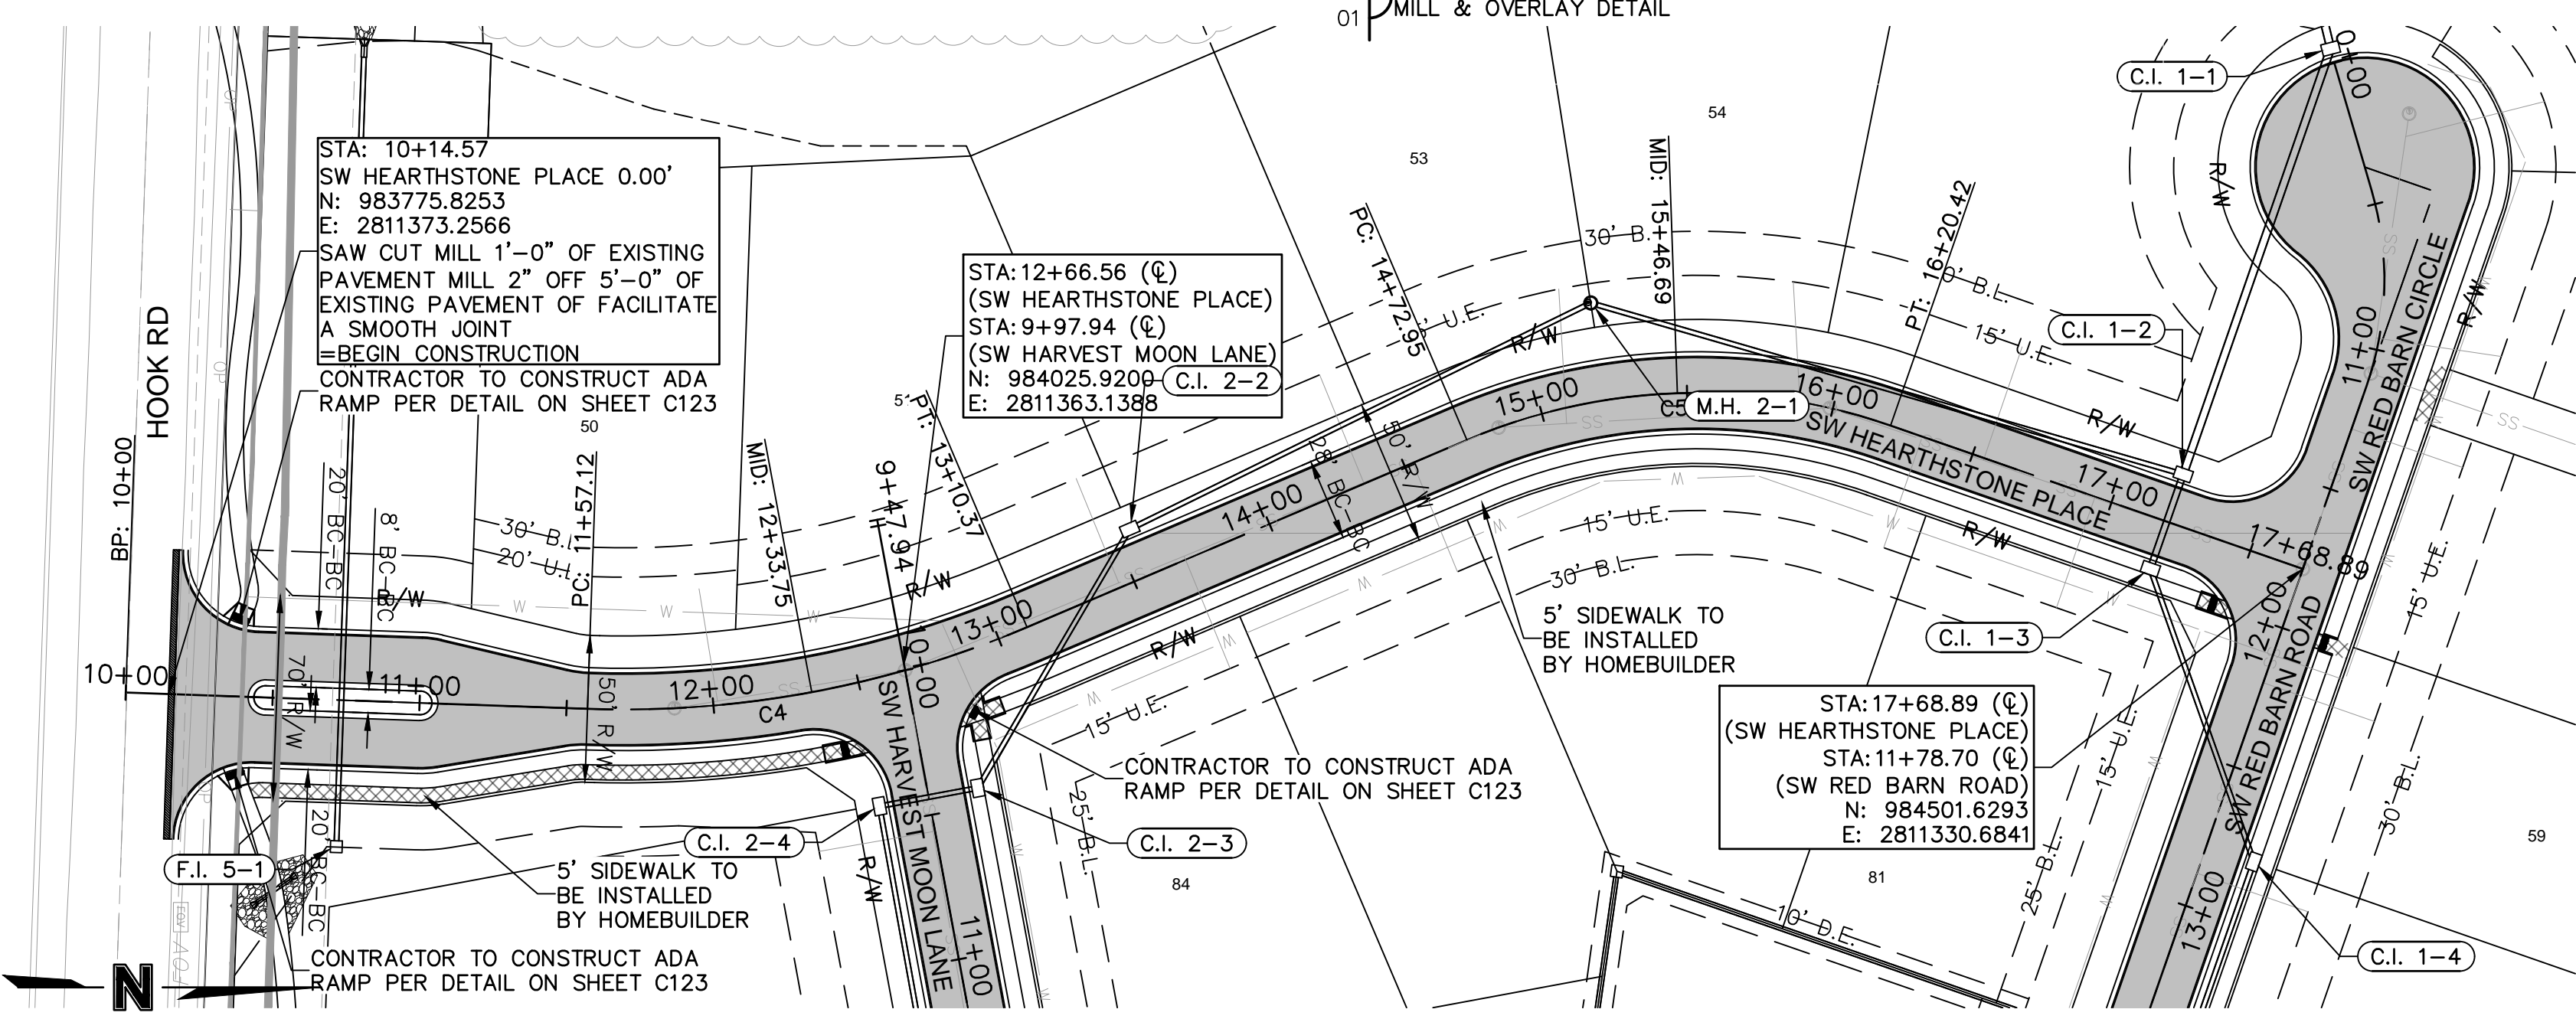 01
MILL & OVERLAY DETAIL
C.I. 1-1
0+00
54
53
STA: 10+14.57
SW HEARTHSTONE PLACE 0.00'
N: 983775.8253
E: 2811373.2566
SAW CUT MILL 1'-0" OF EXISTING
PAVEMENT MILL 2" OFF 5'-0" OF
EXISTING PAVEMENT OF FACILITATE
A SMOOTH JOINT
=BEGIN CONSTRUCTION
CONTRACTOR TO CONSTRUCT ADA
RAMP PER DETAIL ON SHEET C123
50
HOOK RD
BP: 10+00
10+00
STA:12+66.56 (℄)
(SW HEARTHSTONE PLACE)
STA:9+97.94 (℄)
(SW HARVEST MOON LANE)
N: 984025.9200
E: 2811363.1388
C.I. 2-2
PC: 14+72.95
MID: 15+46.69
PT: 16+20.42
30' B.L.
U.E.
R/W
0' B.L.
15' U.E.
R/W
R/W
C.I. 1-2
11+00
SW RED BARN CIRCLE
R/W
20' BC-BC
8' BC-BC
R/W
30' B.L.
20' U.E.
PC: 11+57.12
MID: 12+33.75
9+47.94
PT: 13+10.37
5'
R/W
28' BC-BC
50' R/W
15+00
C5
M.H. 2-1
16+00
SW HEARTHSTONE PLACE
17+00
17+68.89
14+00
13+00
12+00
C4
11+00
70' R/W
50' R/W
20' BC-BC
0+00
SW HARVEST MOON LANE
11+00
R/W
R/W
15' U.E.
25' B.L.
15' U.E.
30' B.L.
R/W
5' SIDEWALK TO
BE INSTALLED
BY HOMEBUILDER
C.I. 1-3
12+00
SW RED BARN ROAD
13+00
15' U.E.
30' B.L.
15' U.E.
25' B.L.
STA:17+68.89 (℄)
(SW HEARTHSTONE PLACE)
STA:11+78.70 (℄)
(SW RED BARN ROAD)
N: 984501.6293
E: 2811330.6841
CONTRACTOR TO CONSTRUCT ADA
RAMP PER DETAIL ON SHEET C123
C.I. 2-4
C.I. 2-3
F.I. 5-1
5' SIDEWALK TO
BE INSTALLED
BY HOMEBUILDER
84
81
59
10' D.E.
C.I. 1-4
CONTRACTOR TO CONSTRUCT ADA
RAMP PER DETAIL ON SHEET C123
N